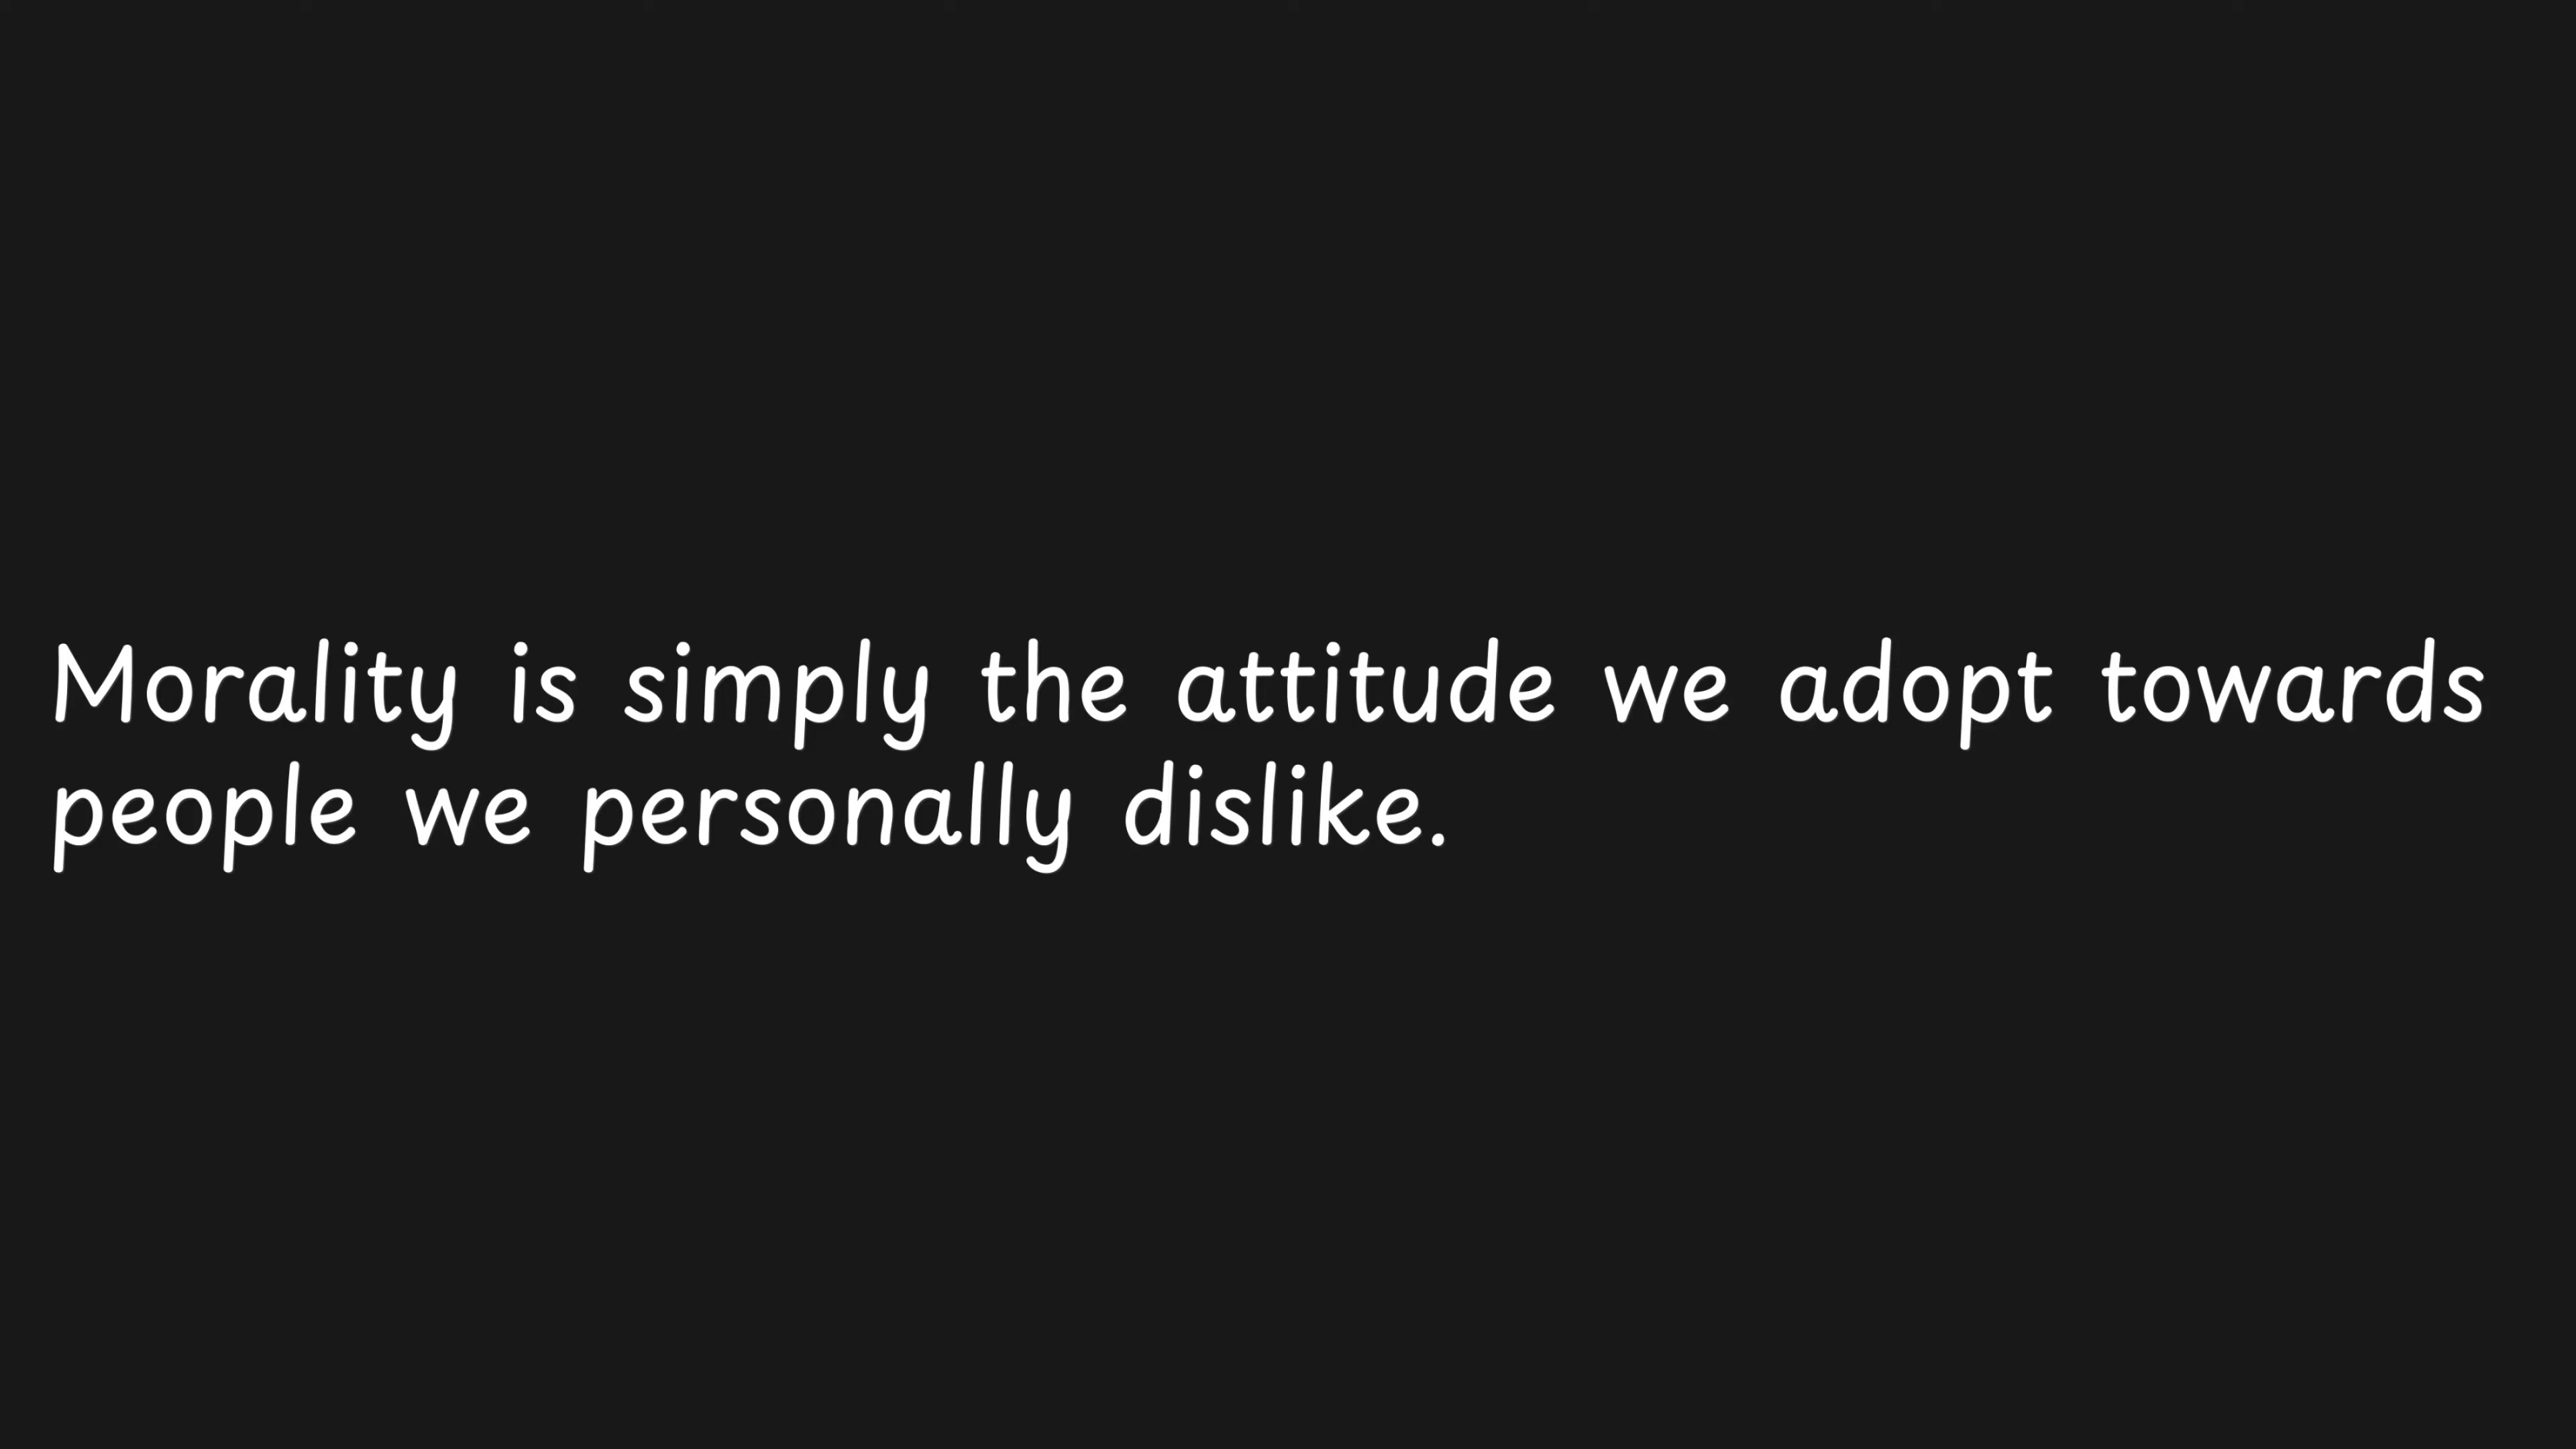 Morality is simply the attitude we adopt towards
people we personally dislike.